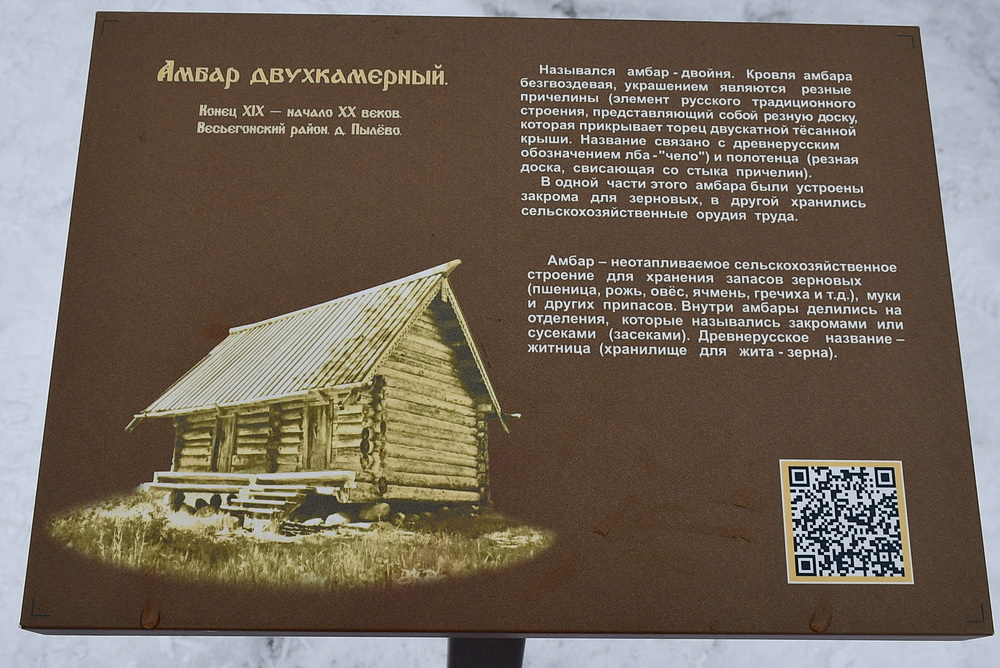 Амбар двухкамерный.
Конец XIX — начало XX веков.
Весьегонский район. д. Пылёво.
Назывался амбар - двойня. Кровля амбара
безгвоздевая, украшением являются резные
причелины (элемент русского традиционного
строения, представляющий собой резную доску,
которая прикрывает торец двускатной тёсанной
крыши. Название связано с древнерусским
обозначением лба -"чело") и полотенца (резная
доска, свисающая со стыка причелин).
В одной части этого амбара были устроены
закрома для зерновых, в другой хранились
сельскохозяйственные орудия труда.
Амбар – неотапливаемое сельскохозяйственное
строение для хранения запасов зерновых
(пшеница, рожь, овёс, ячмень, гречиха и т.д.), муки
и других припасов. Внутри амбары делились на
отделения, которые назывались закромами или
сусеками (засеками). Древнерусское название –
житница (хранилище для жита - зерна).